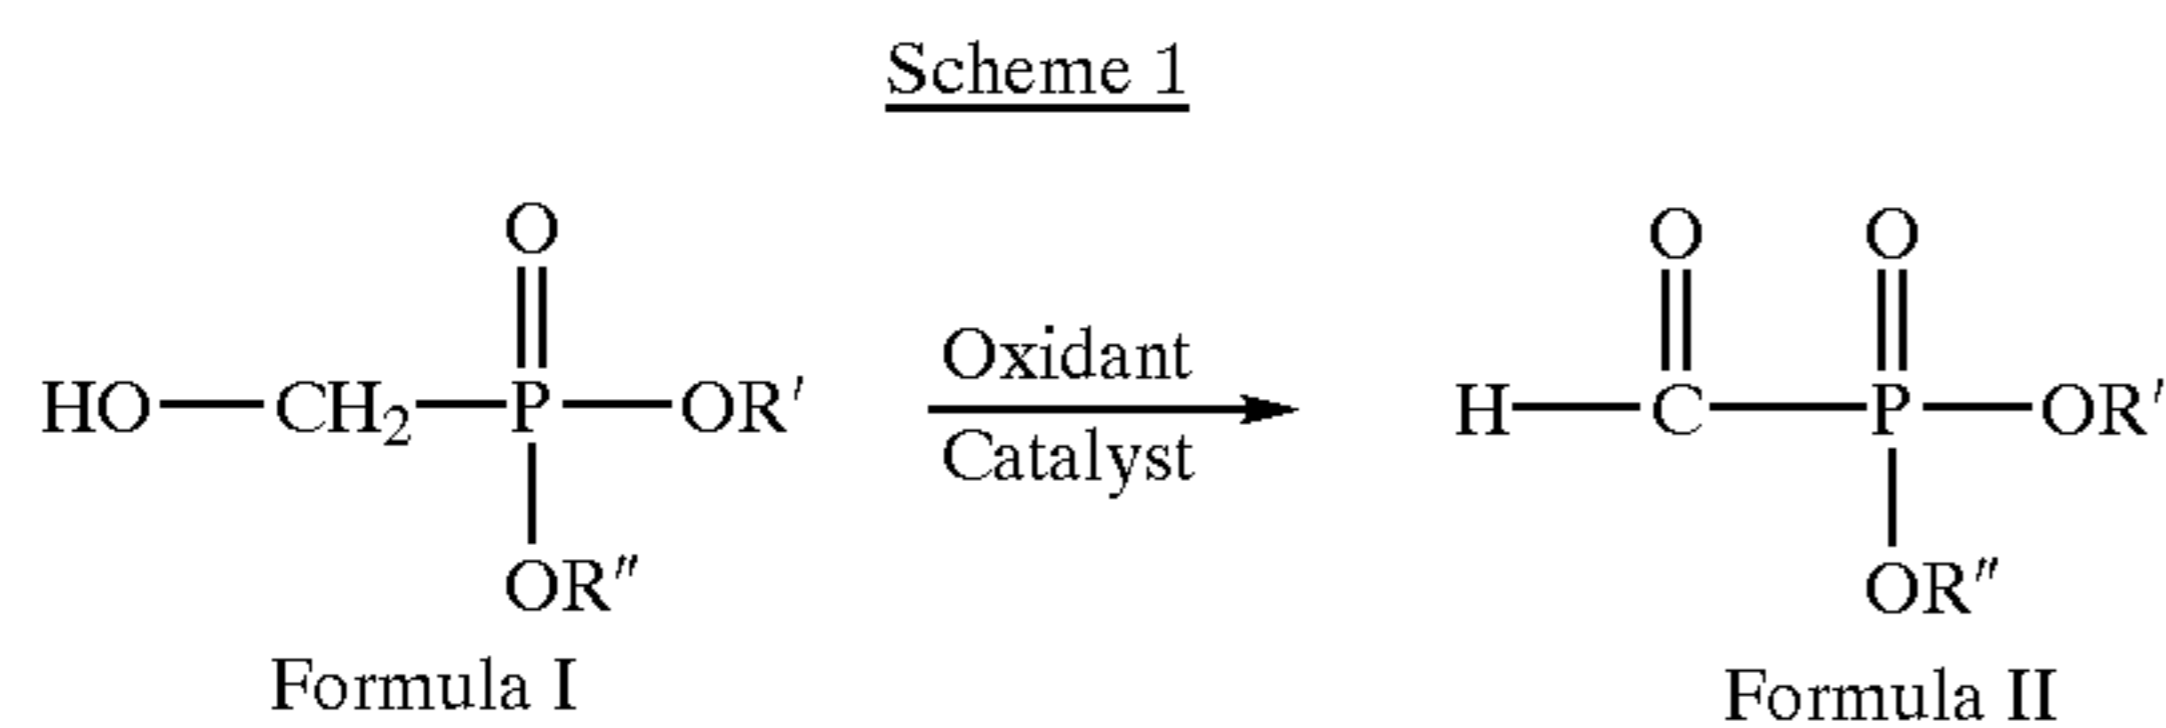 Scheme 1
O
HO—CH₂—P—OR′
OR″
Formula I
Oxidant
Catalyst
O O
H—C—P—OR′
OR″
Formula II